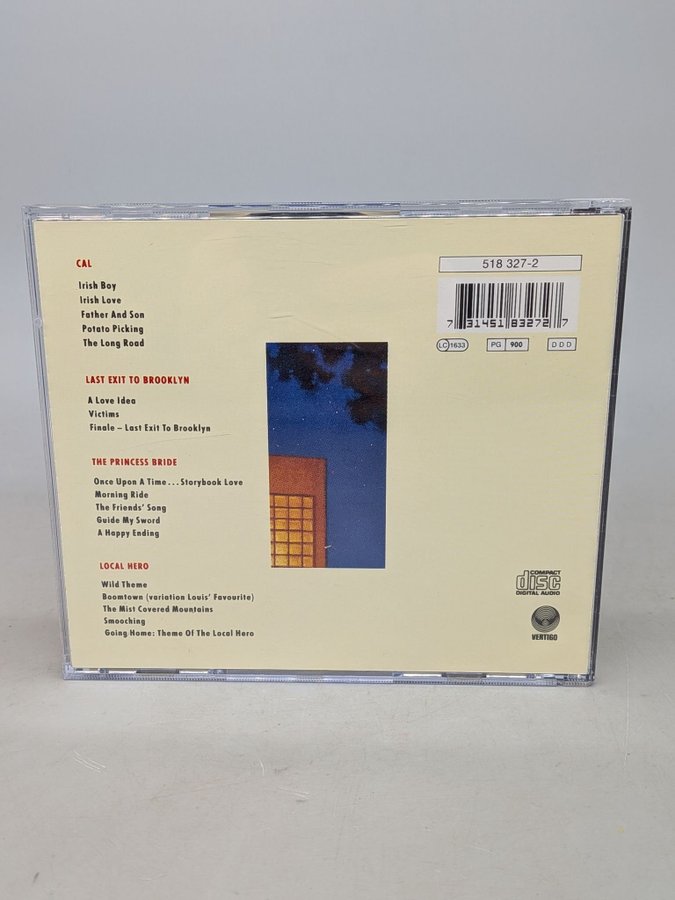 CAL
Irish Boy
Irish Love
Father And Son
Potato Picking
The Long Road
LAST EXIT TO BROOKLYN
A Love Idea
Victims
Finale – Last Exit To Brooklyn
THE PRINCESS BRIDE
Once Upon A Time... Storybook Love
Morning Ride
The Friends' Song
Guide My Sword
A Happy Ending
LOCAL HERO
Wild Theme
Boomtown (variation Louis' Favourite)
The Mist Covered Mountains
Smooching
Going Home: Theme Of The Local Hero
518 327-2
7 31451 83272 7
LC 1633
PG 900
D D D
COMPACT
disc
DIGITAL AUDIO
VERTIGO